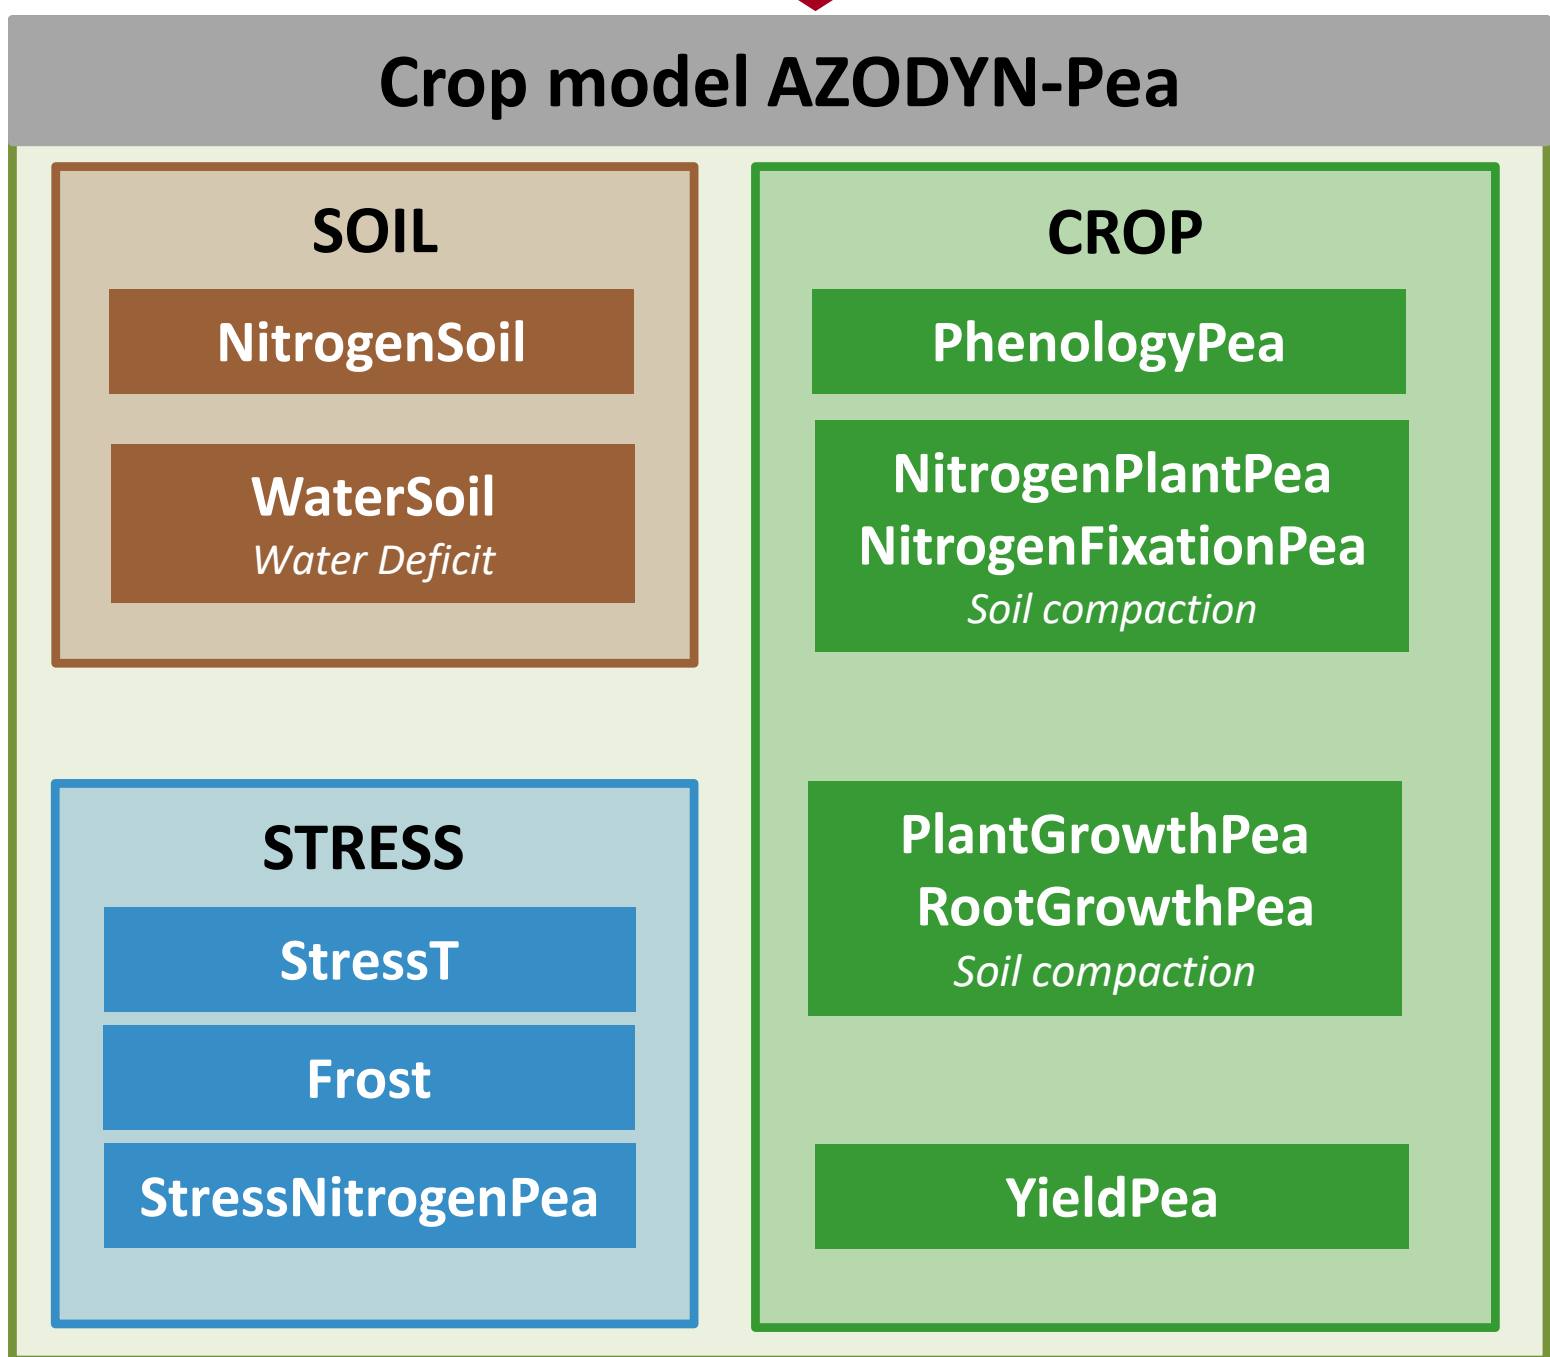 Crop model AZODYN-Pea
SOIL
NitrogenSoil
WaterSoil
Water Deficit
STRESS
StressT
Frost
StressNitrogenPea
CROP
PhenologyPea
NitrogenPlantPea
NitrogenFixationPea
Soil compaction
PlantGrowthPea
RootGrowthPea
Soil compaction
YieldPea